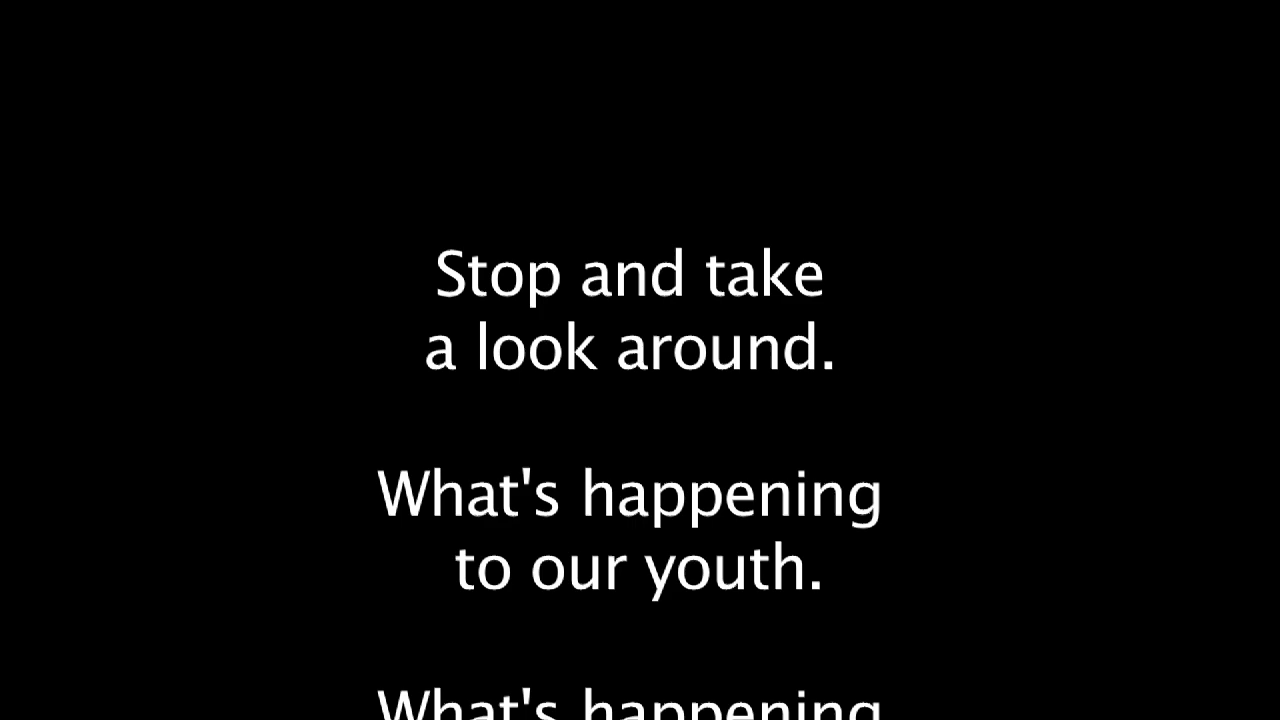 Stop and take
a look around.
What's happening
to our youth.
What's happening